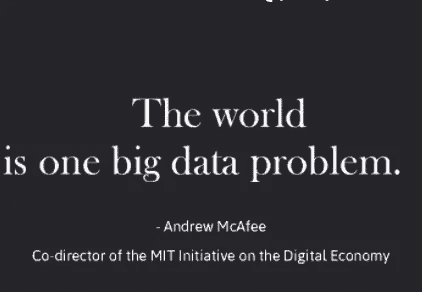 The world
is one big data problem.
- Andrew McAfee
Co-director of the MIT Initiative on the Digital Economy